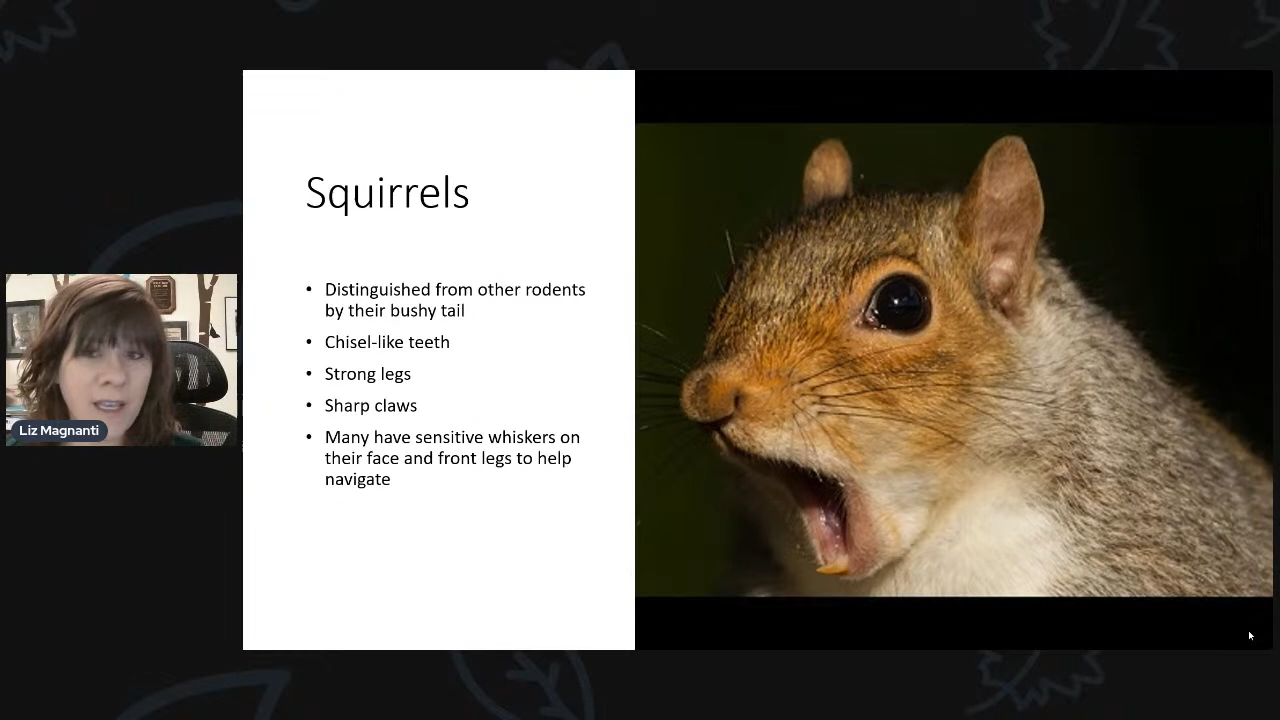 Squirrels
• Distinguished from other rodents
by their bushy tail
• Chisel-like teeth
• Strong legs
• Sharp claws
• Many have sensitive whiskers on
their face and front legs to help
navigate
Liz Magnanti